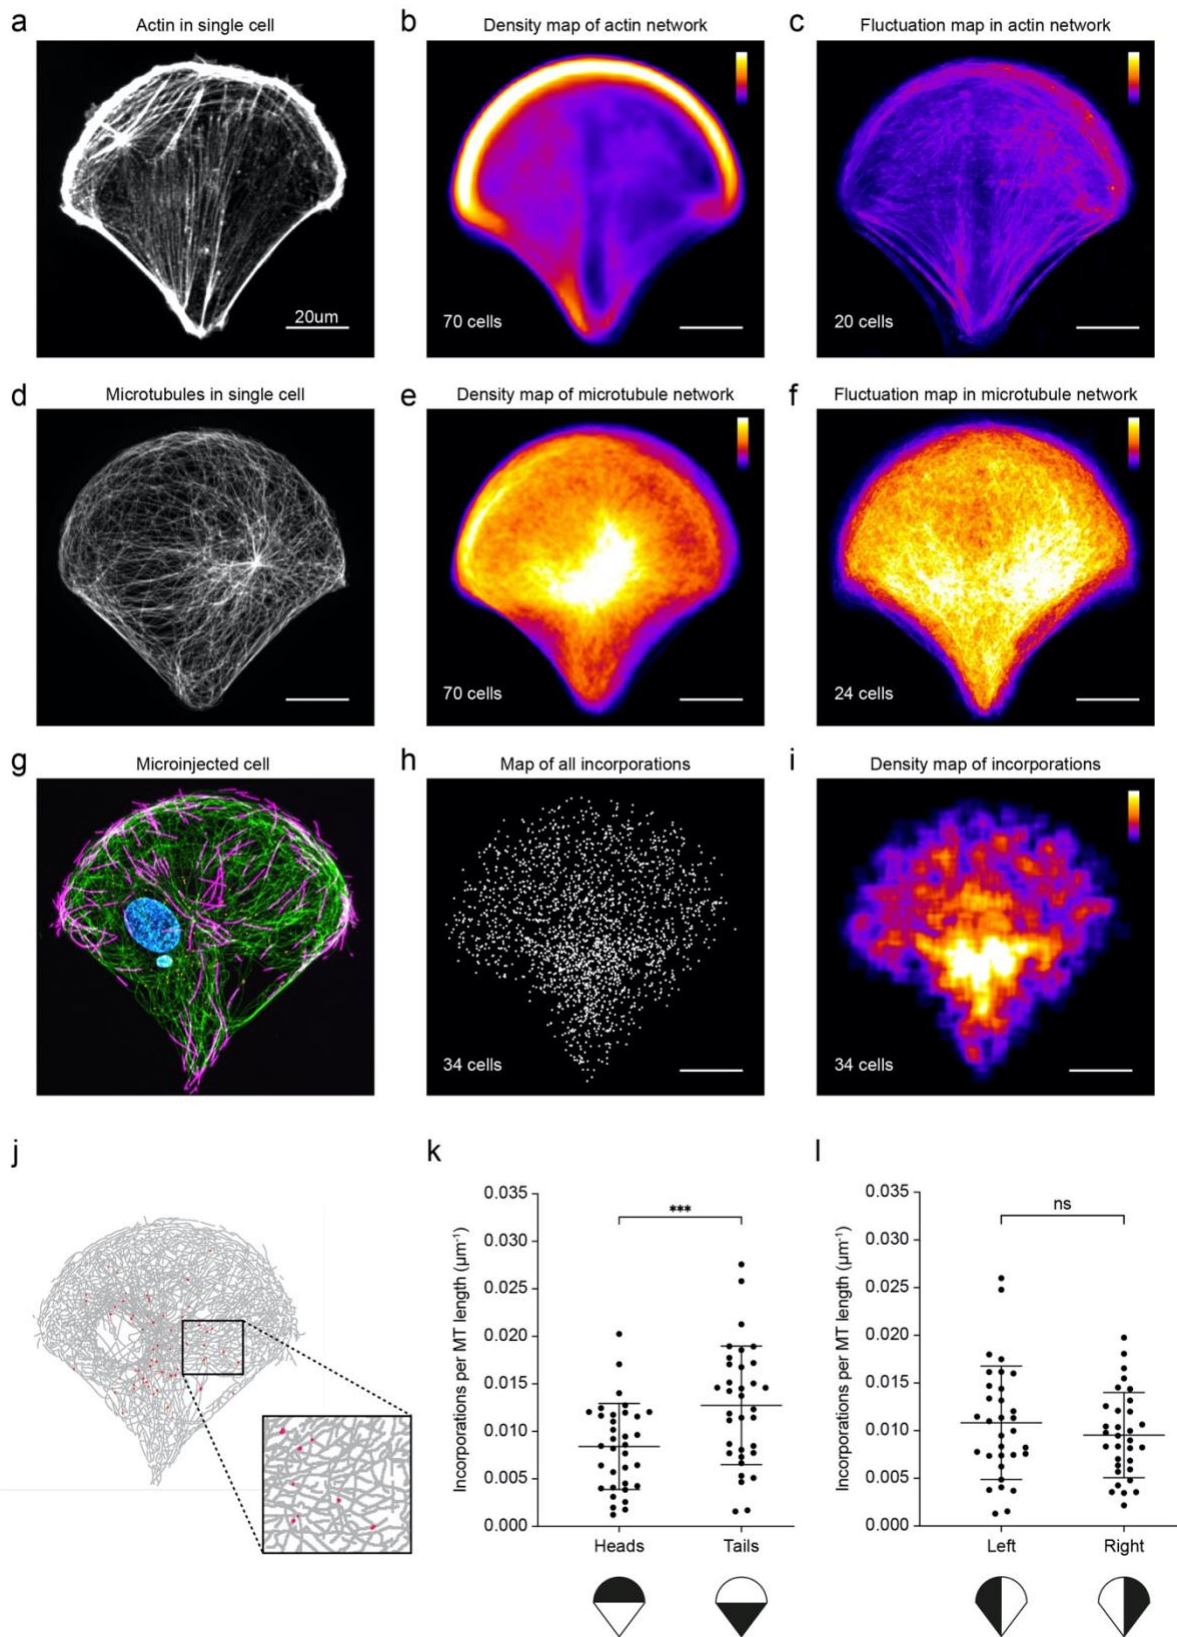 a Actin in single cell
b Density map of actin network
c Fluctuation map in actin network
20um
70 cells
20 cells
d Microtubules in single cell
e Density map of microtubule network
f Fluctuation map in microtubule network
70 cells
24 cells
g Microinjected cell
h Map of all incorporations
i Density map of incorporations
34 cells
34 cells
j
k
Incorporations per MT length (µm⁻¹)
0.035
0.030
0.025
0.020
0.015
0.010
0.005
0.000
***
Heads Tails
l
Incorporations per MT length (µm⁻¹)
0.035
0.030
0.025
0.020
0.015
0.010
0.005
0.000
ns
Left Right